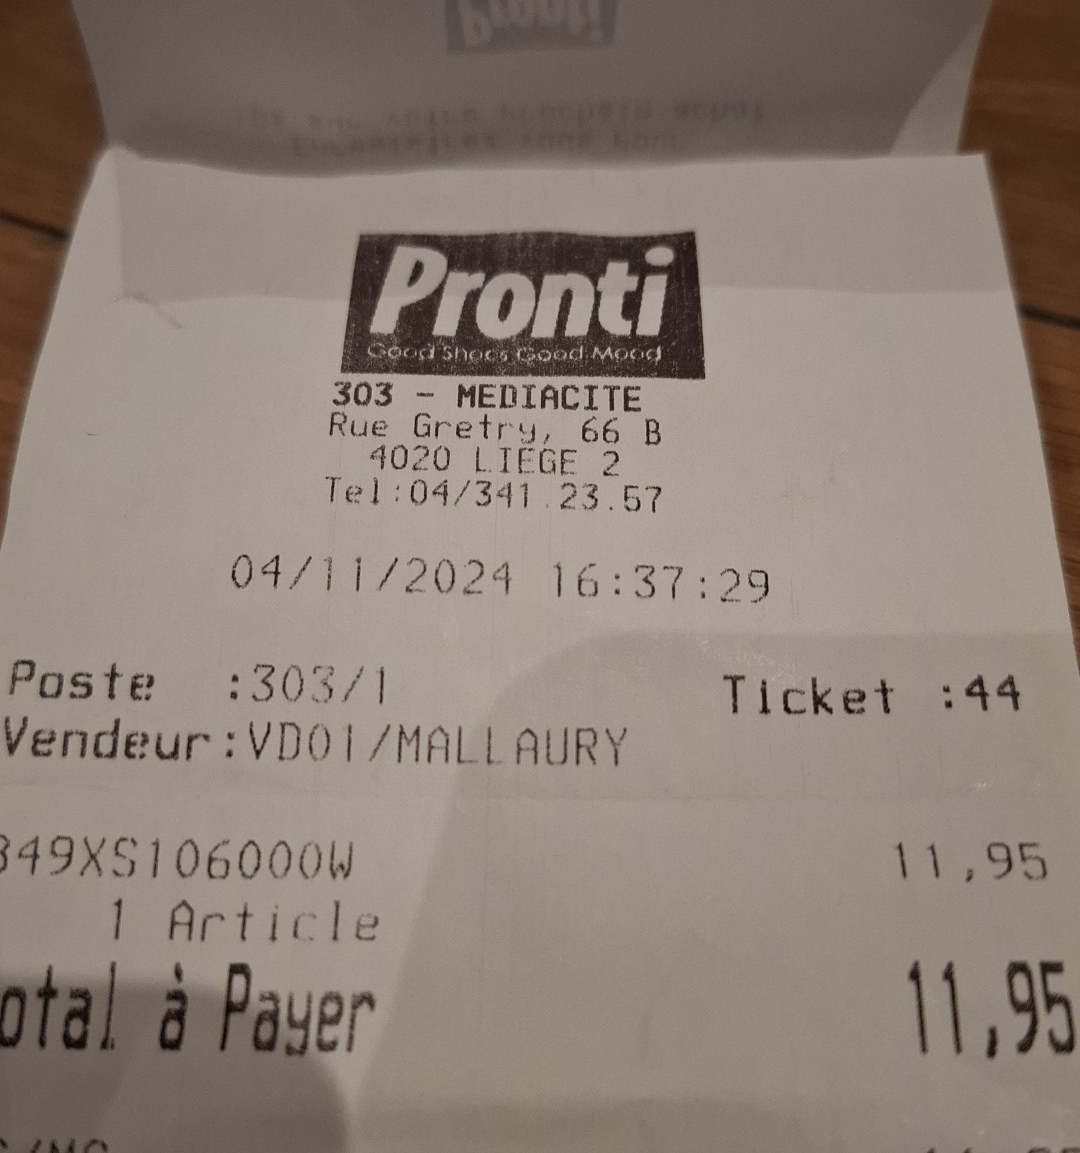 Pronti
Good Shoes Good Mood
303 - MEDIACITE
Rue Gretry, 66 B
4020 LIEGE 2
Tel:04/341.23.57
04/11/2024 16:37:29
Poste :303/1 Ticket :44
Vendeur:VD01/MALLAURY
349XS106000W 11,95
1 Article
otal à Payer 11,95